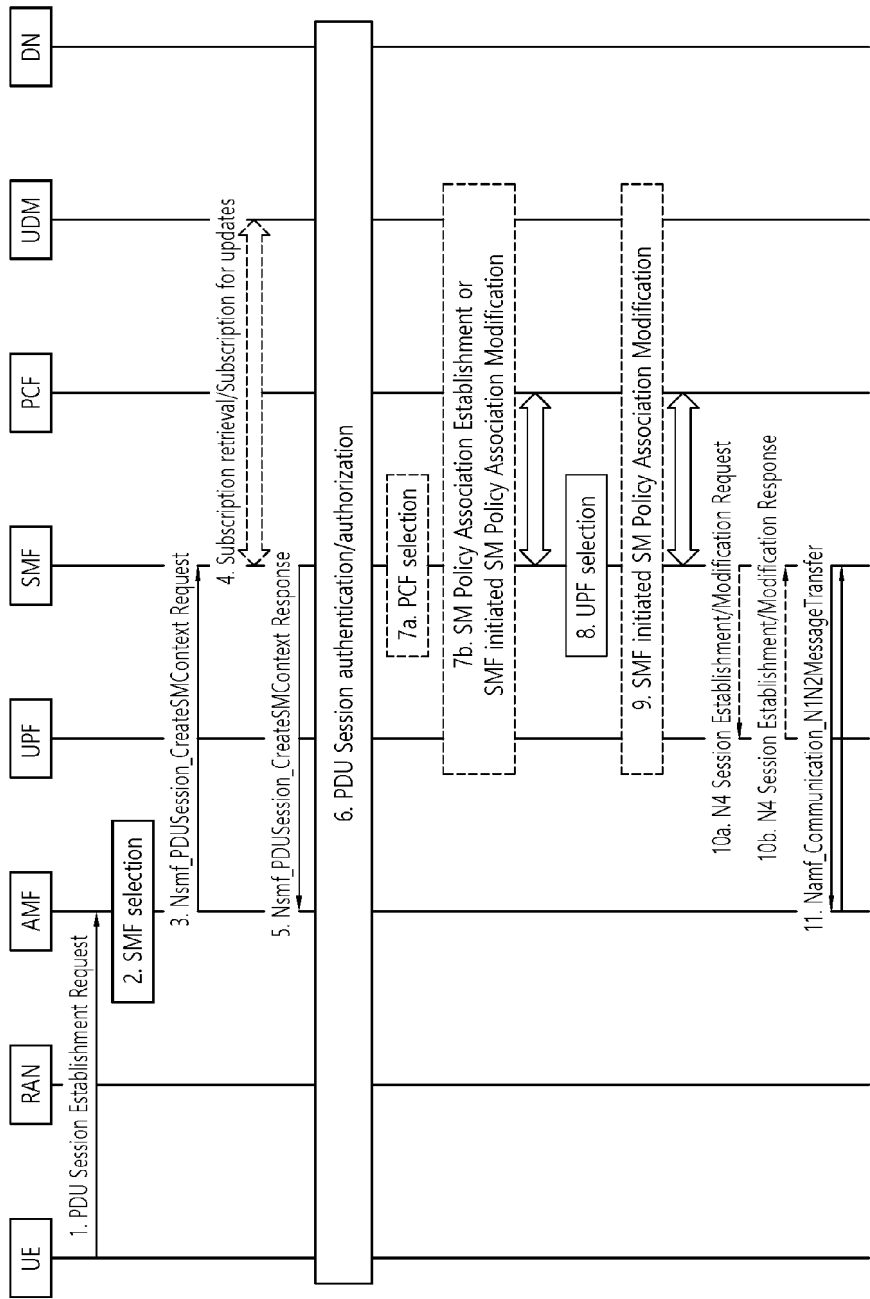 UE
RAN
AMF
UPF
SMF
PCF
UDM
DN
1. PDU Session Establishment Request
2. SMF selection
3. Nsmf_PDUSession_CreateSMContext Request
4. Subscription retrieval/Subscription for updates
5. Nsmf_PDUSession_CreateSMContext Response
6. PDU Session authentication/authorization
7a. PCF selection
7b. SM Policy Association Establishment or
SMF initiated SM Policy Association Modification
8. UPF selection
9. SMF initiated SM Policy Association Modification
10a. N4 Session Establishment/Modification Request
10b. N4 Session Establishment/Modification Response
11. Namf_Communication_N1N2MessageTransfer